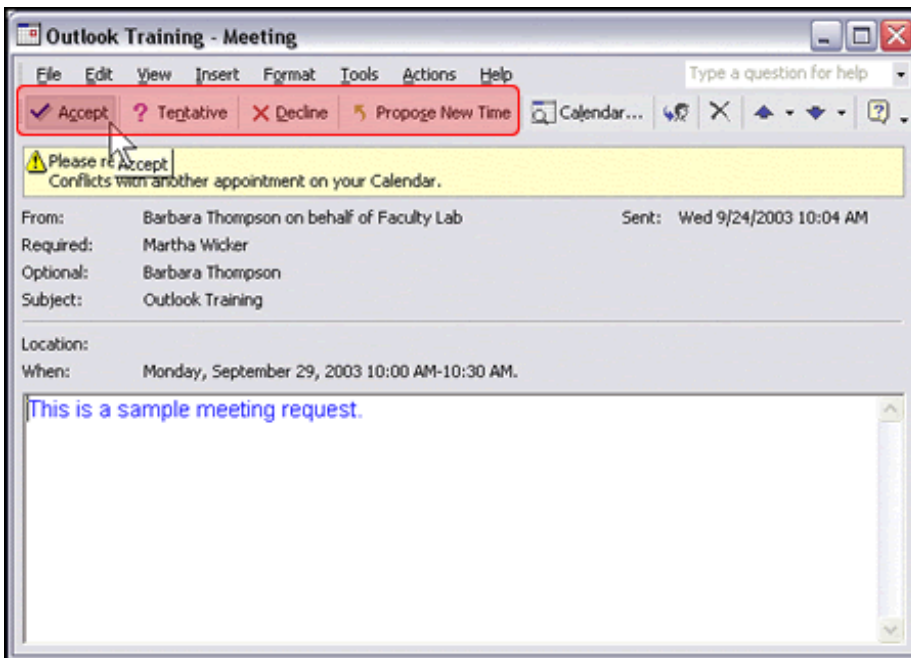 Outlook Training - Meeting
File Edit View Insert Format Tools Actions Help Type a question for help
Accept Tentative Decline Propose New Time Calendar...
Please re
Accept
Conflicts with another appointment on your Calendar.
From: Barbara Thompson on behalf of Faculty Lab Sent: Wed 9/24/2003 10:04 AM
Required: Martha Wicker
Optional: Barbara Thompson
Subject: Outlook Training
Location:
When: Monday, September 29, 2003 10:00 AM-10:30 AM.
This is a sample meeting request.